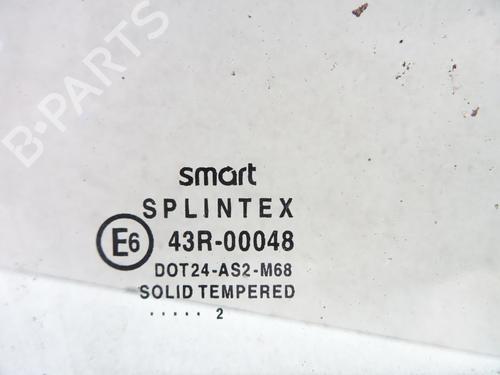 B-PARTS
smart
SPLINTEX
E6 43R-00048
DOT24-AS2-M68
SOLID TEMPERED
..... 2